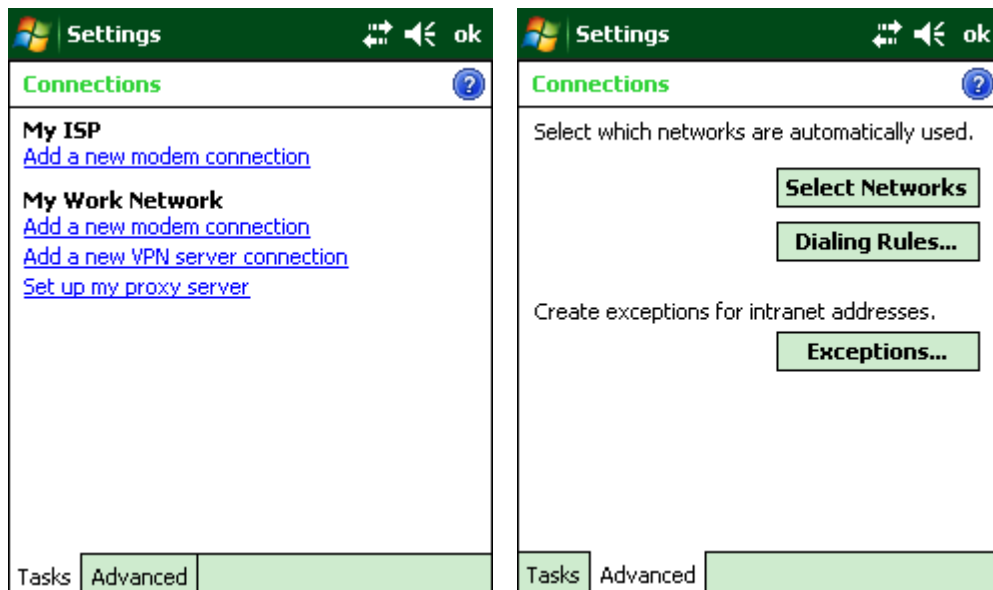 Settings ok
Connections ?
My ISP
Add a new modem connection
My Work Network
Add a new modem connection
Add a new VPN server connection
Set up my proxy server
Tasks Advanced
Settings ok
Connections ?
Select which networks are automatically used.
Select Networks
Dialing Rules...
Create exceptions for intranet addresses.
Exceptions...
Tasks Advanced